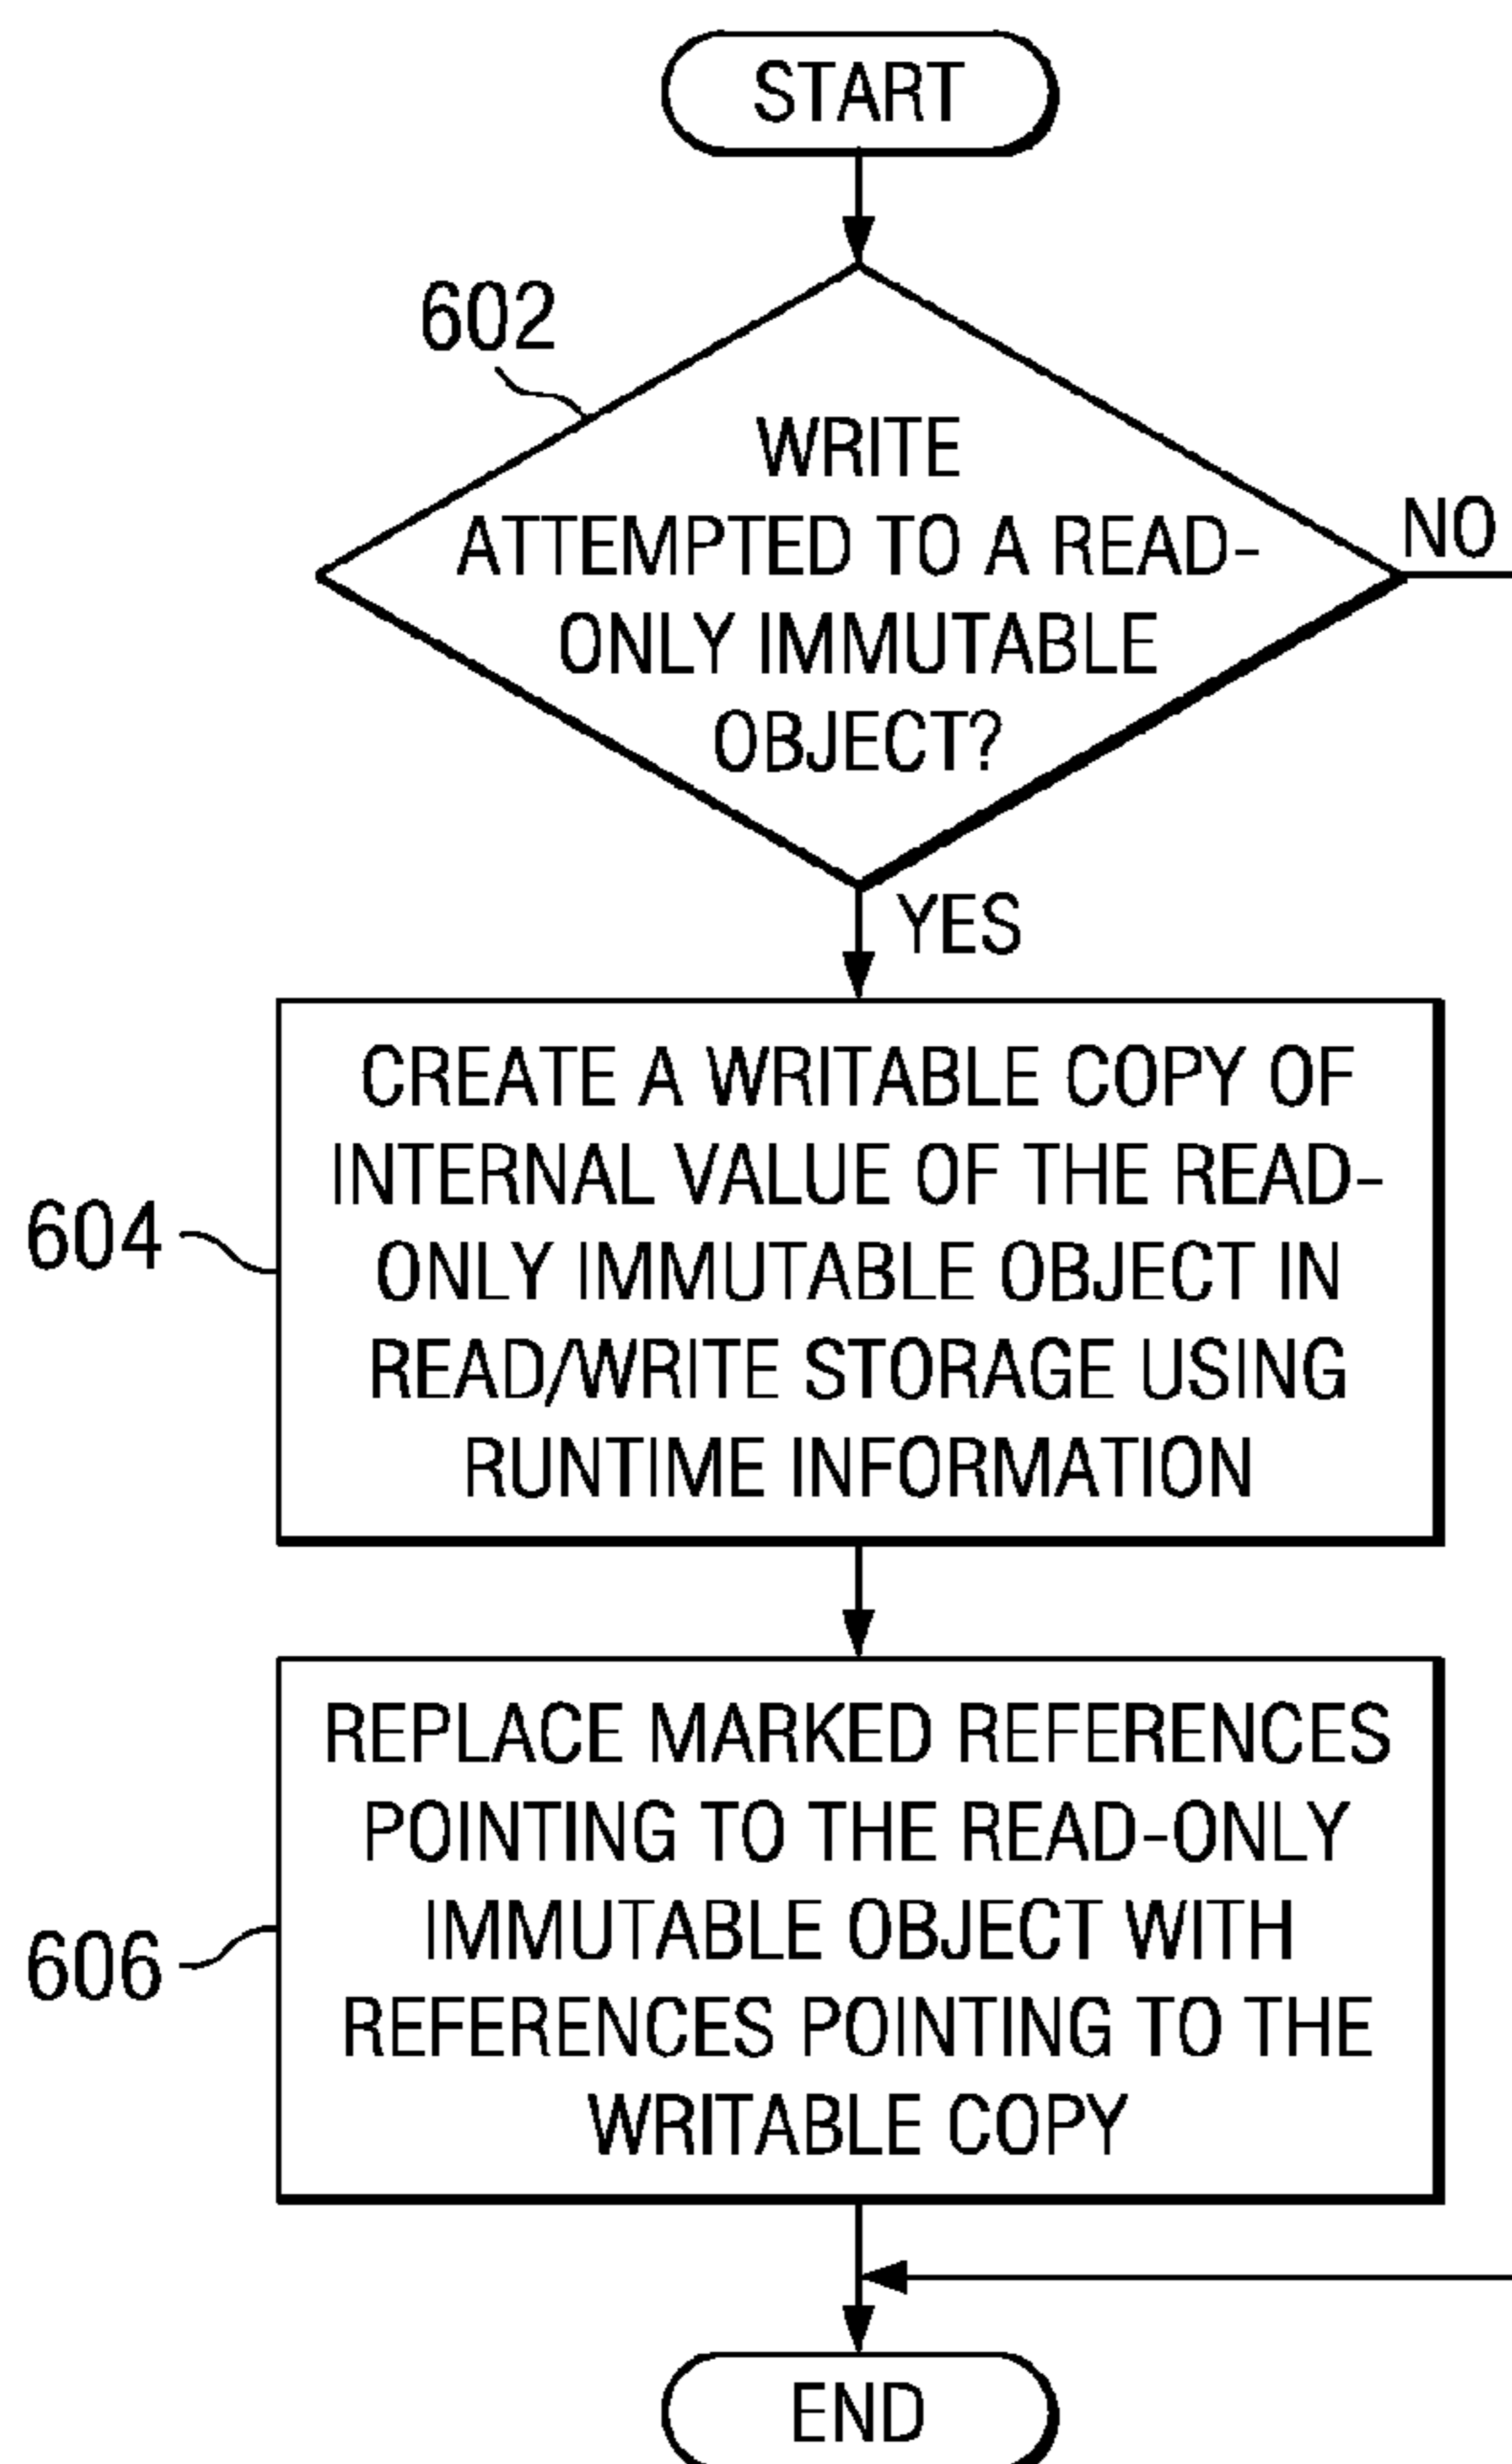 START
602
WRITE
ATTEMPTED TO A READ-
ONLY IMMUTABLE
OBJECT?
NO
YES
CREATE A WRITABLE COPY OF
INTERNAL VALUE OF THE READ-
ONLY IMMUTABLE OBJECT IN
READ/WRITE STORAGE USING
RUNTIME INFORMATION
604
REPLACE MARKED REFERENCES
POINTING TO THE READ-ONLY
IMMUTABLE OBJECT WITH
REFERENCES POINTING TO THE
WRITABLE COPY
606
END